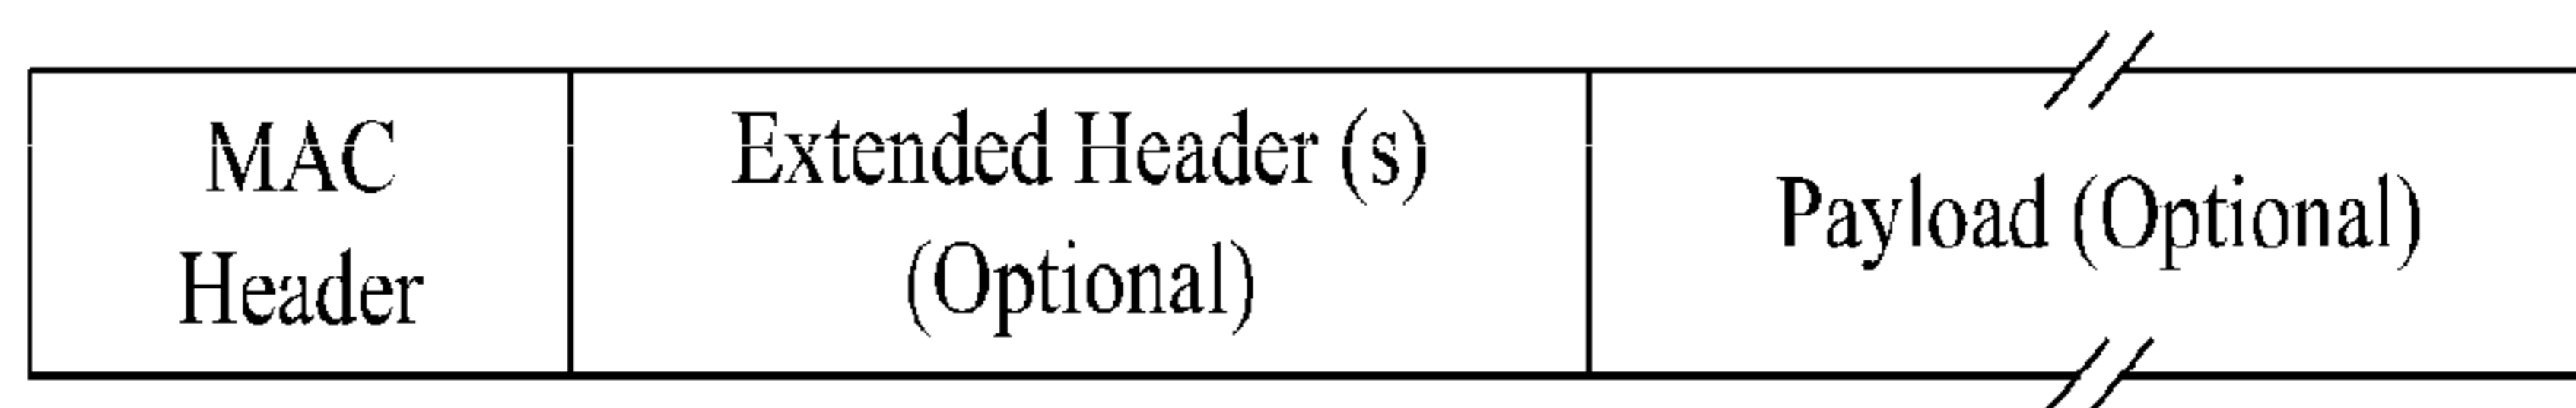 MAC
Header
Extended Header (s)
(Optional)
Payload (Optional)